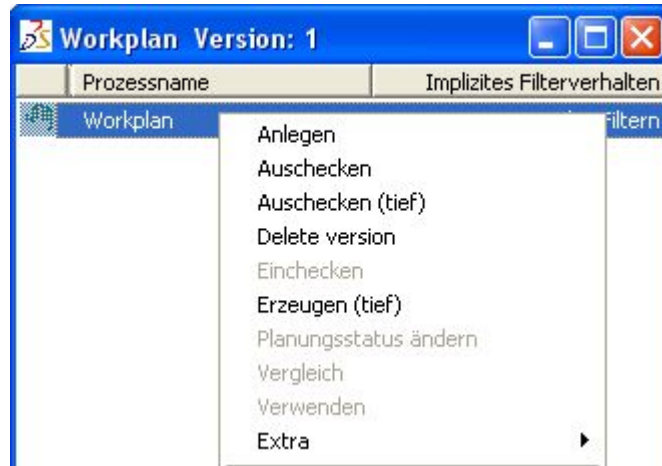 Workplan Version: 1
Prozessname Implizites Filterverhalten
Workplan Filtern
Anlegen
Auschecken
Auschecken (tief)
Delete version
Einchecken
Erzeugen (tief)
Planungsstatus ändern
Vergleich
Verwenden
Extra